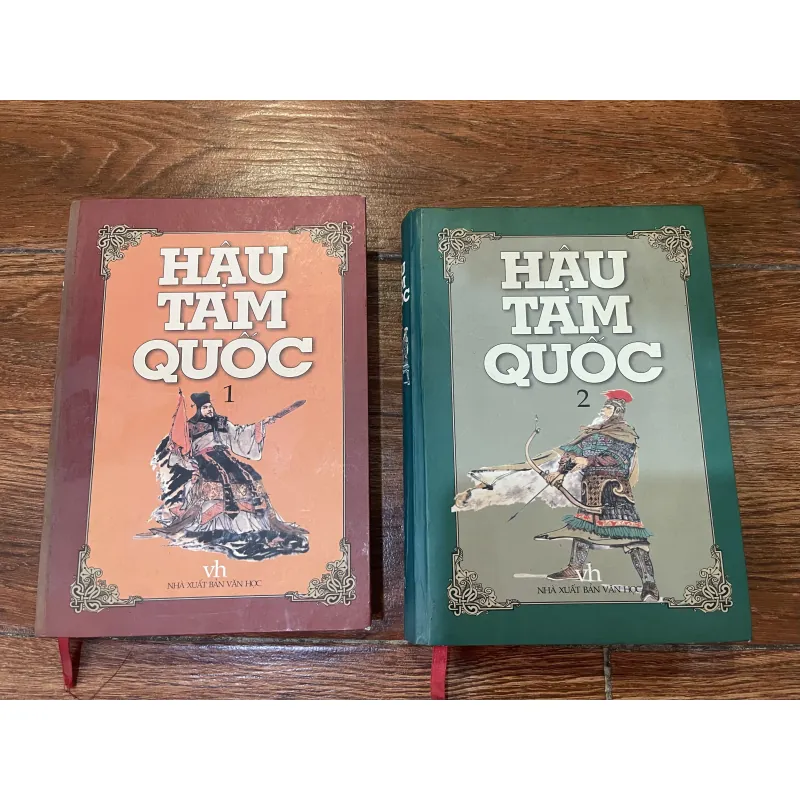 HẬU
TAM
QUỐC
1
vh
NHÀ XUẤT BẢN VĂN HỌC
HẬU
TAM
QUỐC
2
vh
NHÀ XUẤT BẢN VĂN HỌC